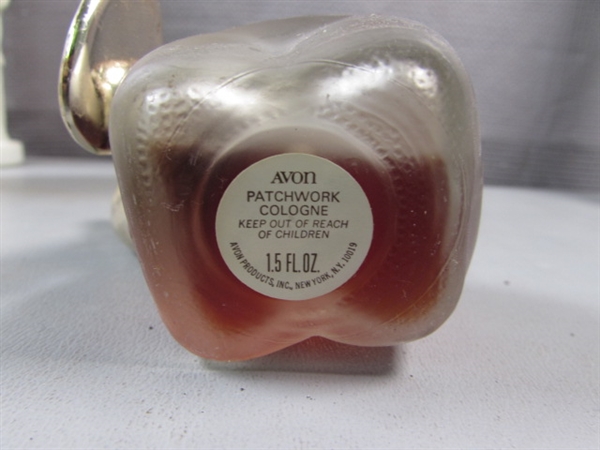 AVON
PATCHWORK
COLOGNE
KEEP OUT OF REACH
OF CHILDREN
1.5 FL.OZ.
AVON PRODUCTS, INC., NEW YORK, N.Y. 10019